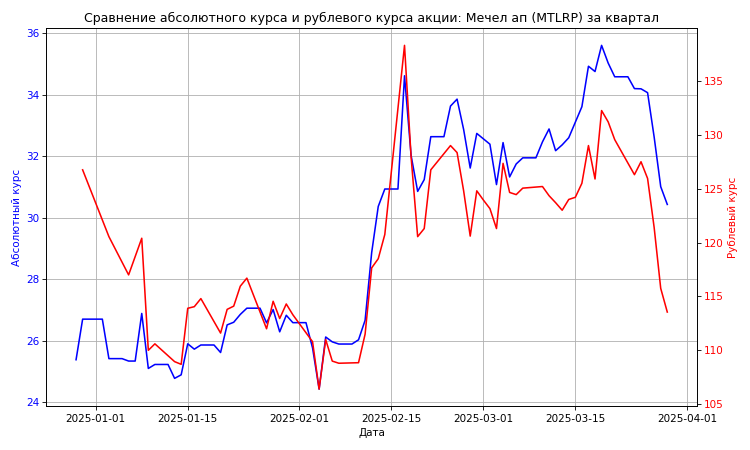 Сравнение абсолютного курса и рублевого курса акции: Мечел ап (MTLRP) за квартал
Абсолютный курс
36
34
32
30
28
26
24
Рублевый курс
135
130
125
120
115
110
105
2025-01-01 2025-01-15 2025-02-01 2025-02-15 2025-03-01 2025-03-15 2025-04-01
Дата